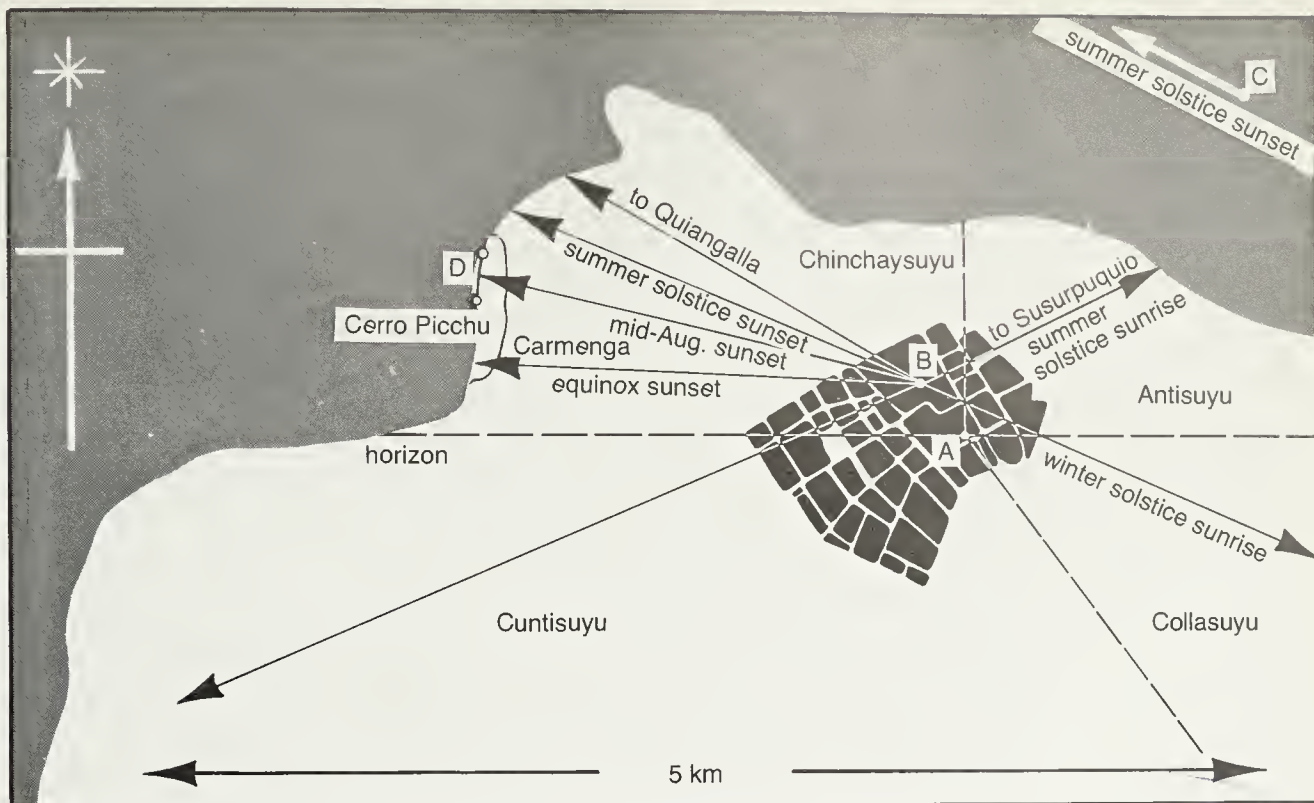 summer solstice sunset
C
to Quiangalla
Chinchaysuyu
D
summer solstice sunset
to Susurpuquio
summer
solstice sunrise
Cerro Picchu
mid-Aug. sunset
Carmenga
B
equinox sunset
Antisuyu
horizon
A
winter solstice sunrise
Cuntisuyu
Collasuyu
5 km